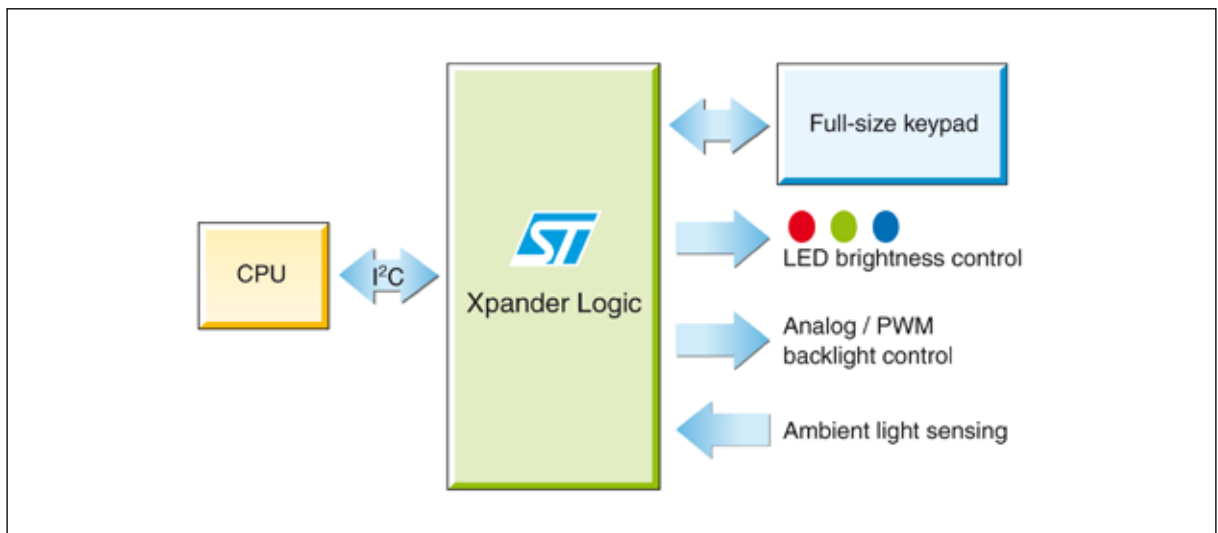 CPU
I²C
ST
Xpander Logic
Full-size keypad
LED brightness control
Analog / PWM
backlight control
Ambient light sensing